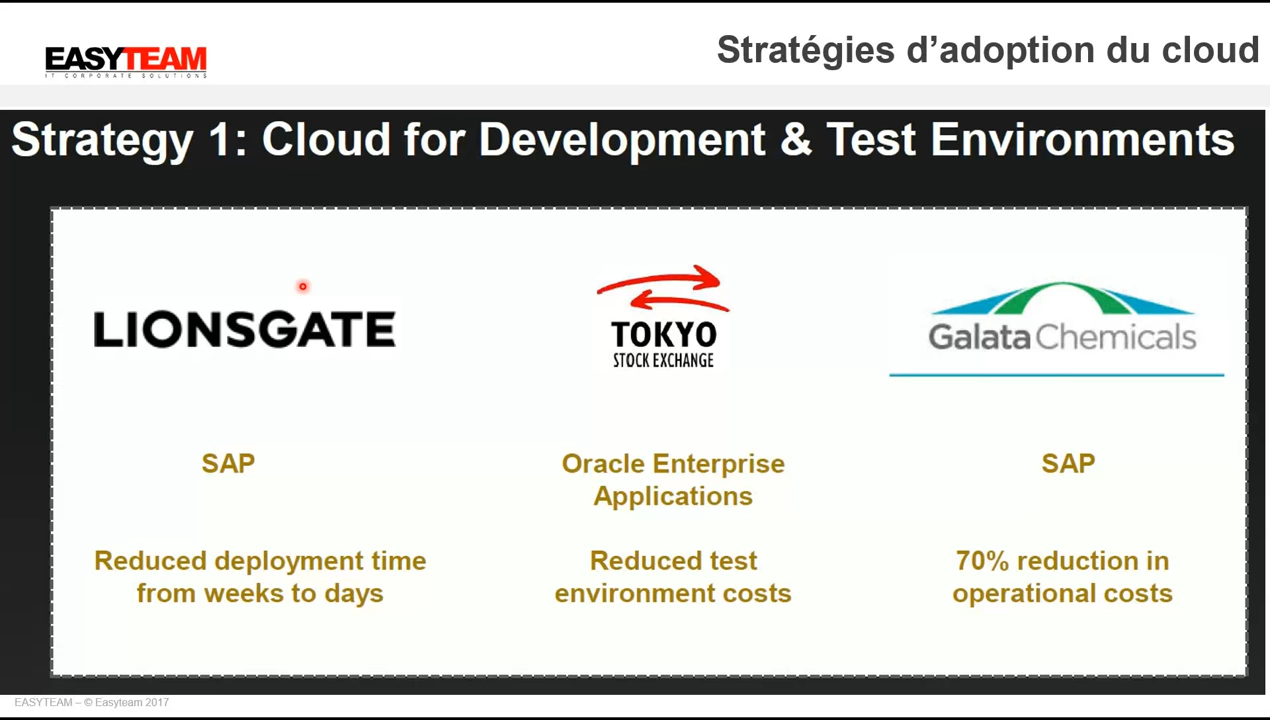 EASYTEAM
IT CORPORATE SOLUTIONS
Stratégies d’adoption du cloud
Strategy 1: Cloud for Development & Test Environments
LIONSGATE
TOKYO
STOCK EXCHANGE
Galata Chemicals
SAP
Oracle Enterprise
Applications
SAP
Reduced deployment time
from weeks to days
Reduced test
environment costs
70% reduction in
operational costs
EASYTEAM – © Easyteam 2017